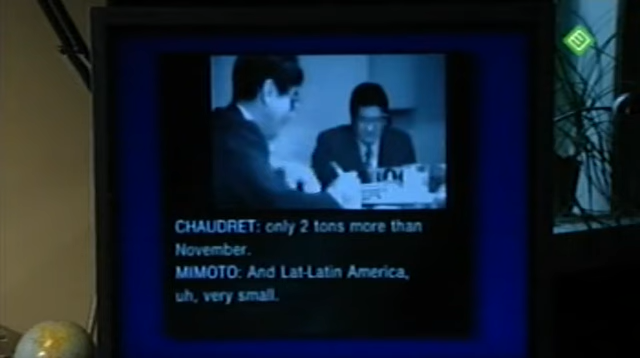 CHAUDRET: only 2 tons more than
November.
MIMOTO: And Lat-Latin America,
uh, very small.